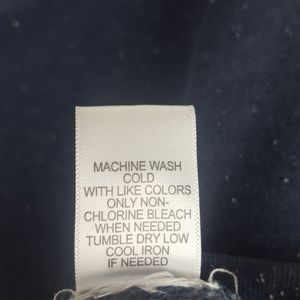 MACHINE WASH
COLD
WITH LIKE COLORS
ONLY NON-
CHLORINE BLEACH
WHEN NEEDED
TUMBLE DRY LOW
COOL IRON
IF NEEDED